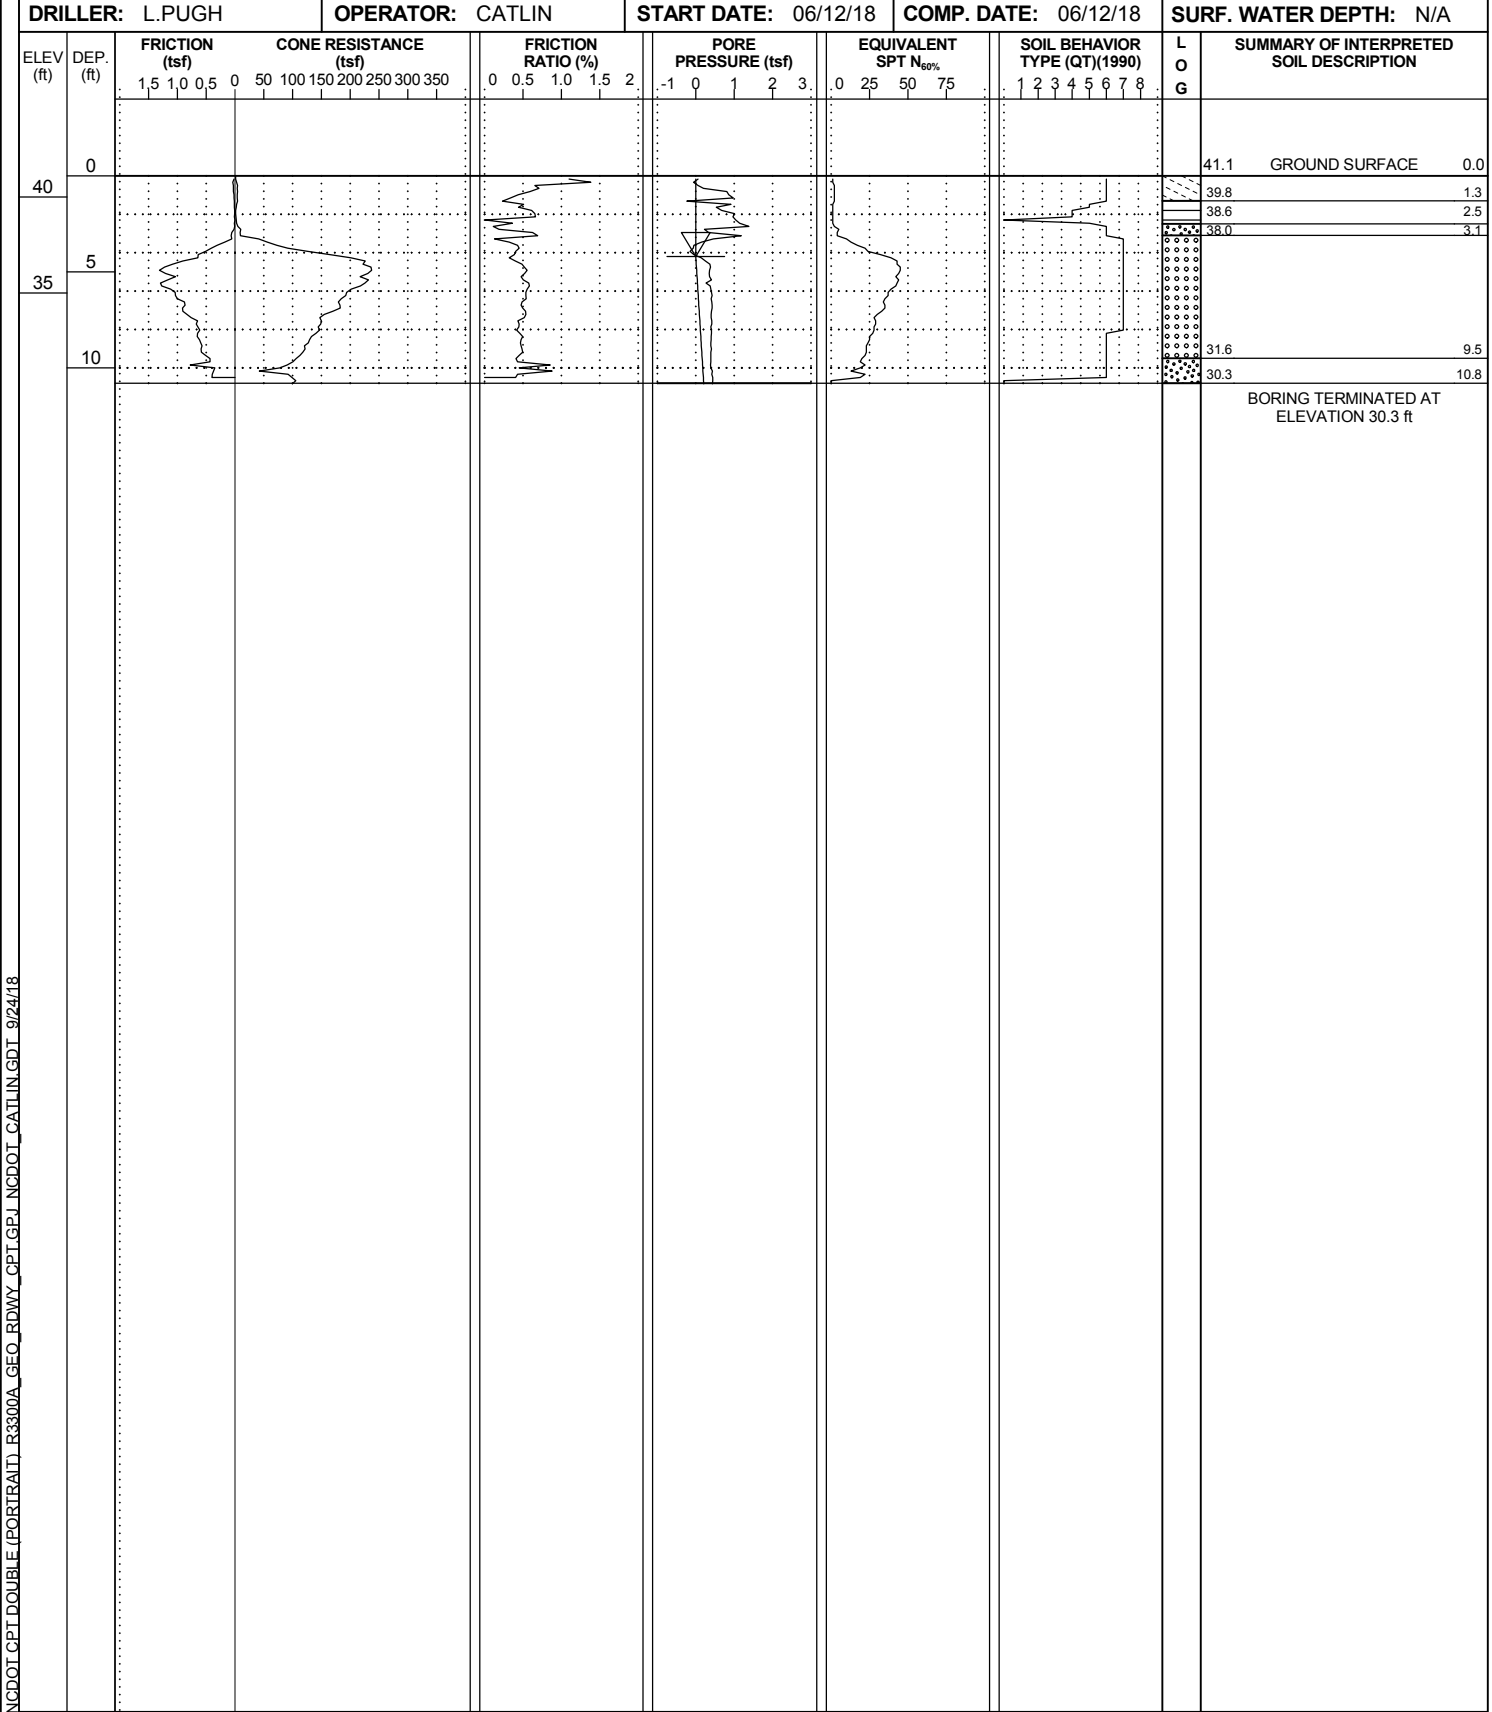 DRILLER: L.PUGH OPERATOR: CATLIN START DATE: 06/12/18 COMP. DATE: 06/12/18 SURF. WATER DEPTH: N/A
ELEV (ft)
DEP. (ft)
FRICTION (tsf)
1.5 1.0 0.5 0
CONE RESISTANCE (tsf)
50 100 150 200 250 300 350
FRICTION RATIO (%)
0 0.5 1.0 1.5 2
PORE PRESSURE (tsf)
-1 0 1 2 3
EQUIVALENT SPT N60%
0 25 50 75
SOIL BEHAVIOR TYPE (QT)(1990)
1 2 3 4 5 6 7 8
L
O
G
SUMMARY OF INTERPRETED SOIL DESCRIPTION
0
41.1 GROUND SURFACE 0.0
40
39.8 1.3
38.6 2.5
38.0 3.1
5
35
31.6 9.5
10
30.3 10.8
BORING TERMINATED AT
ELEVATION 30.3 ft
NCDOT CPT DOUBLE (PORTRAIT) R3300A_GEO_RDWY_CPT.GPJ NCDOT_CATLIN.GDT 9/24/18